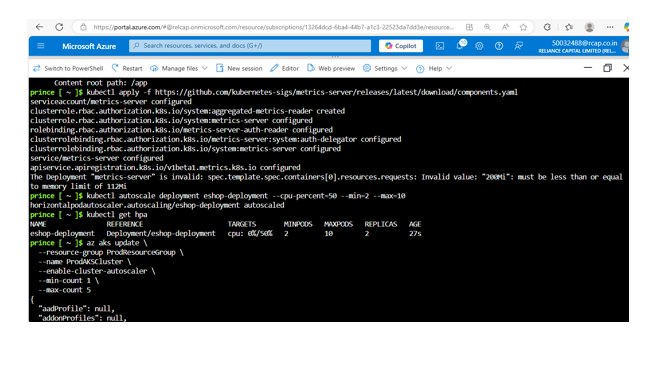 https://portal.azure.com/#@relcap.onmicrosoft.com/resource/subscriptions/13264dcd-6ba4-44b7-a1c3-22523da7dd3e/resource...
Microsoft Azure
Search resources, services, and docs (G+/)
Copilot
50032488@rcap.co.in
RELIANCE CAPITAL LIMITED (REL...
Switch to PowerShell Restart Manage files New session Editor Web preview Settings Help
Content root path: /app
prince [ ~ ]$ kubectl apply -f https://github.com/kubernetes-sigs/metrics-server/releases/latest/download/components.yaml
serviceaccount/metrics-server configured
clusterrole.rbac.authorization.k8s.io/system:aggregated-metrics-reader created
clusterrole.rbac.authorization.k8s.io/system:metrics-server configured
rolebinding.rbac.authorization.k8s.io/metrics-server-auth-reader configured
clusterrolebinding.rbac.authorization.k8s.io/metrics-server:system:auth-delegator configured
clusterrolebinding.rbac.authorization.k8s.io/system:metrics-server configured
service/metrics-server configured
apiservice.apiregistration.k8s.io/v1beta1.metrics.k8s.io configured
The Deployment "metrics-server" is invalid: spec.template.spec.containers[0].resources.requests: Invalid value: "200Mi": must be less than or equal
to memory limit of 112Mi
prince [ ~ ]$ kubectl autoscale deployment eshop-deployment --cpu-percent=50 --min=2 --max=10
horizontalpodautoscaler.autoscaling/eshop-deployment autoscaled
prince [ ~ ]$ kubectl get hpa
NAME REFERENCE TARGETS MINPODS MAXPODS REPLICAS AGE
eshop-deployment Deployment/eshop-deployment cpu: 0%/50% 2 10 2 27s
prince [ ~ ]$ az aks update \
--resource-group ProdResourceGroup \
--name ProdAKSCluster \
--enable-cluster-autoscaler \
--min-count 1 \
--max-count 5
{
"aadProfile": null,
"addonProfiles": null,